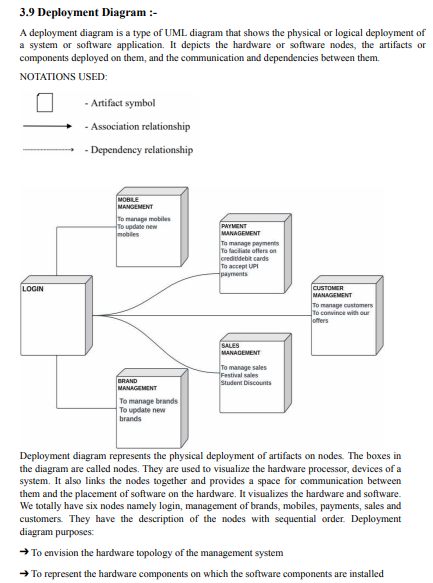 3.9 Deployment Diagram :-
A deployment diagram is a type of UML diagram that shows the physical or logical deployment of
a system or software application. It depicts the hardware or software nodes, the artifacts or
components deployed on them, and the communication and dependencies between them.
NOTATIONS USED:
- Artifact symbol
- Association relationship
- Dependency relationship
MOBILE
MANGEMENT
To manage mobiles
To update new
mobiles
PAYMENT
MANAGEMENT
To manage payments
To faciliate offers on
credit/debit cards
To accept UPI
payments
LOGIN
CUSTOMER
MANAGEMENT
To manage customers
To convince with our
offers
SALES
MANAGEMENT
To manage sales
Festival sales
Student Discounts
BRAND
MANAGEMENT
To manage brands
To update new
brands
Deployment diagram represents the physical deployment of artifacts on nodes. The boxes in
the diagram are called nodes. They are used to visualize the hardware processor, devices of a
system. It also links the nodes together and provides a space for communication between
them and the placement of software on the hardware. It visualizes the hardware and software.
We totally have six nodes namely login, management of brands, mobiles, payments, sales and
customers. They have the description of the nodes with sequential order. Deployment
diagram purposes:
➔ To envision the hardware topology of the management system
➔ To represent the hardware components on which the software components are installed